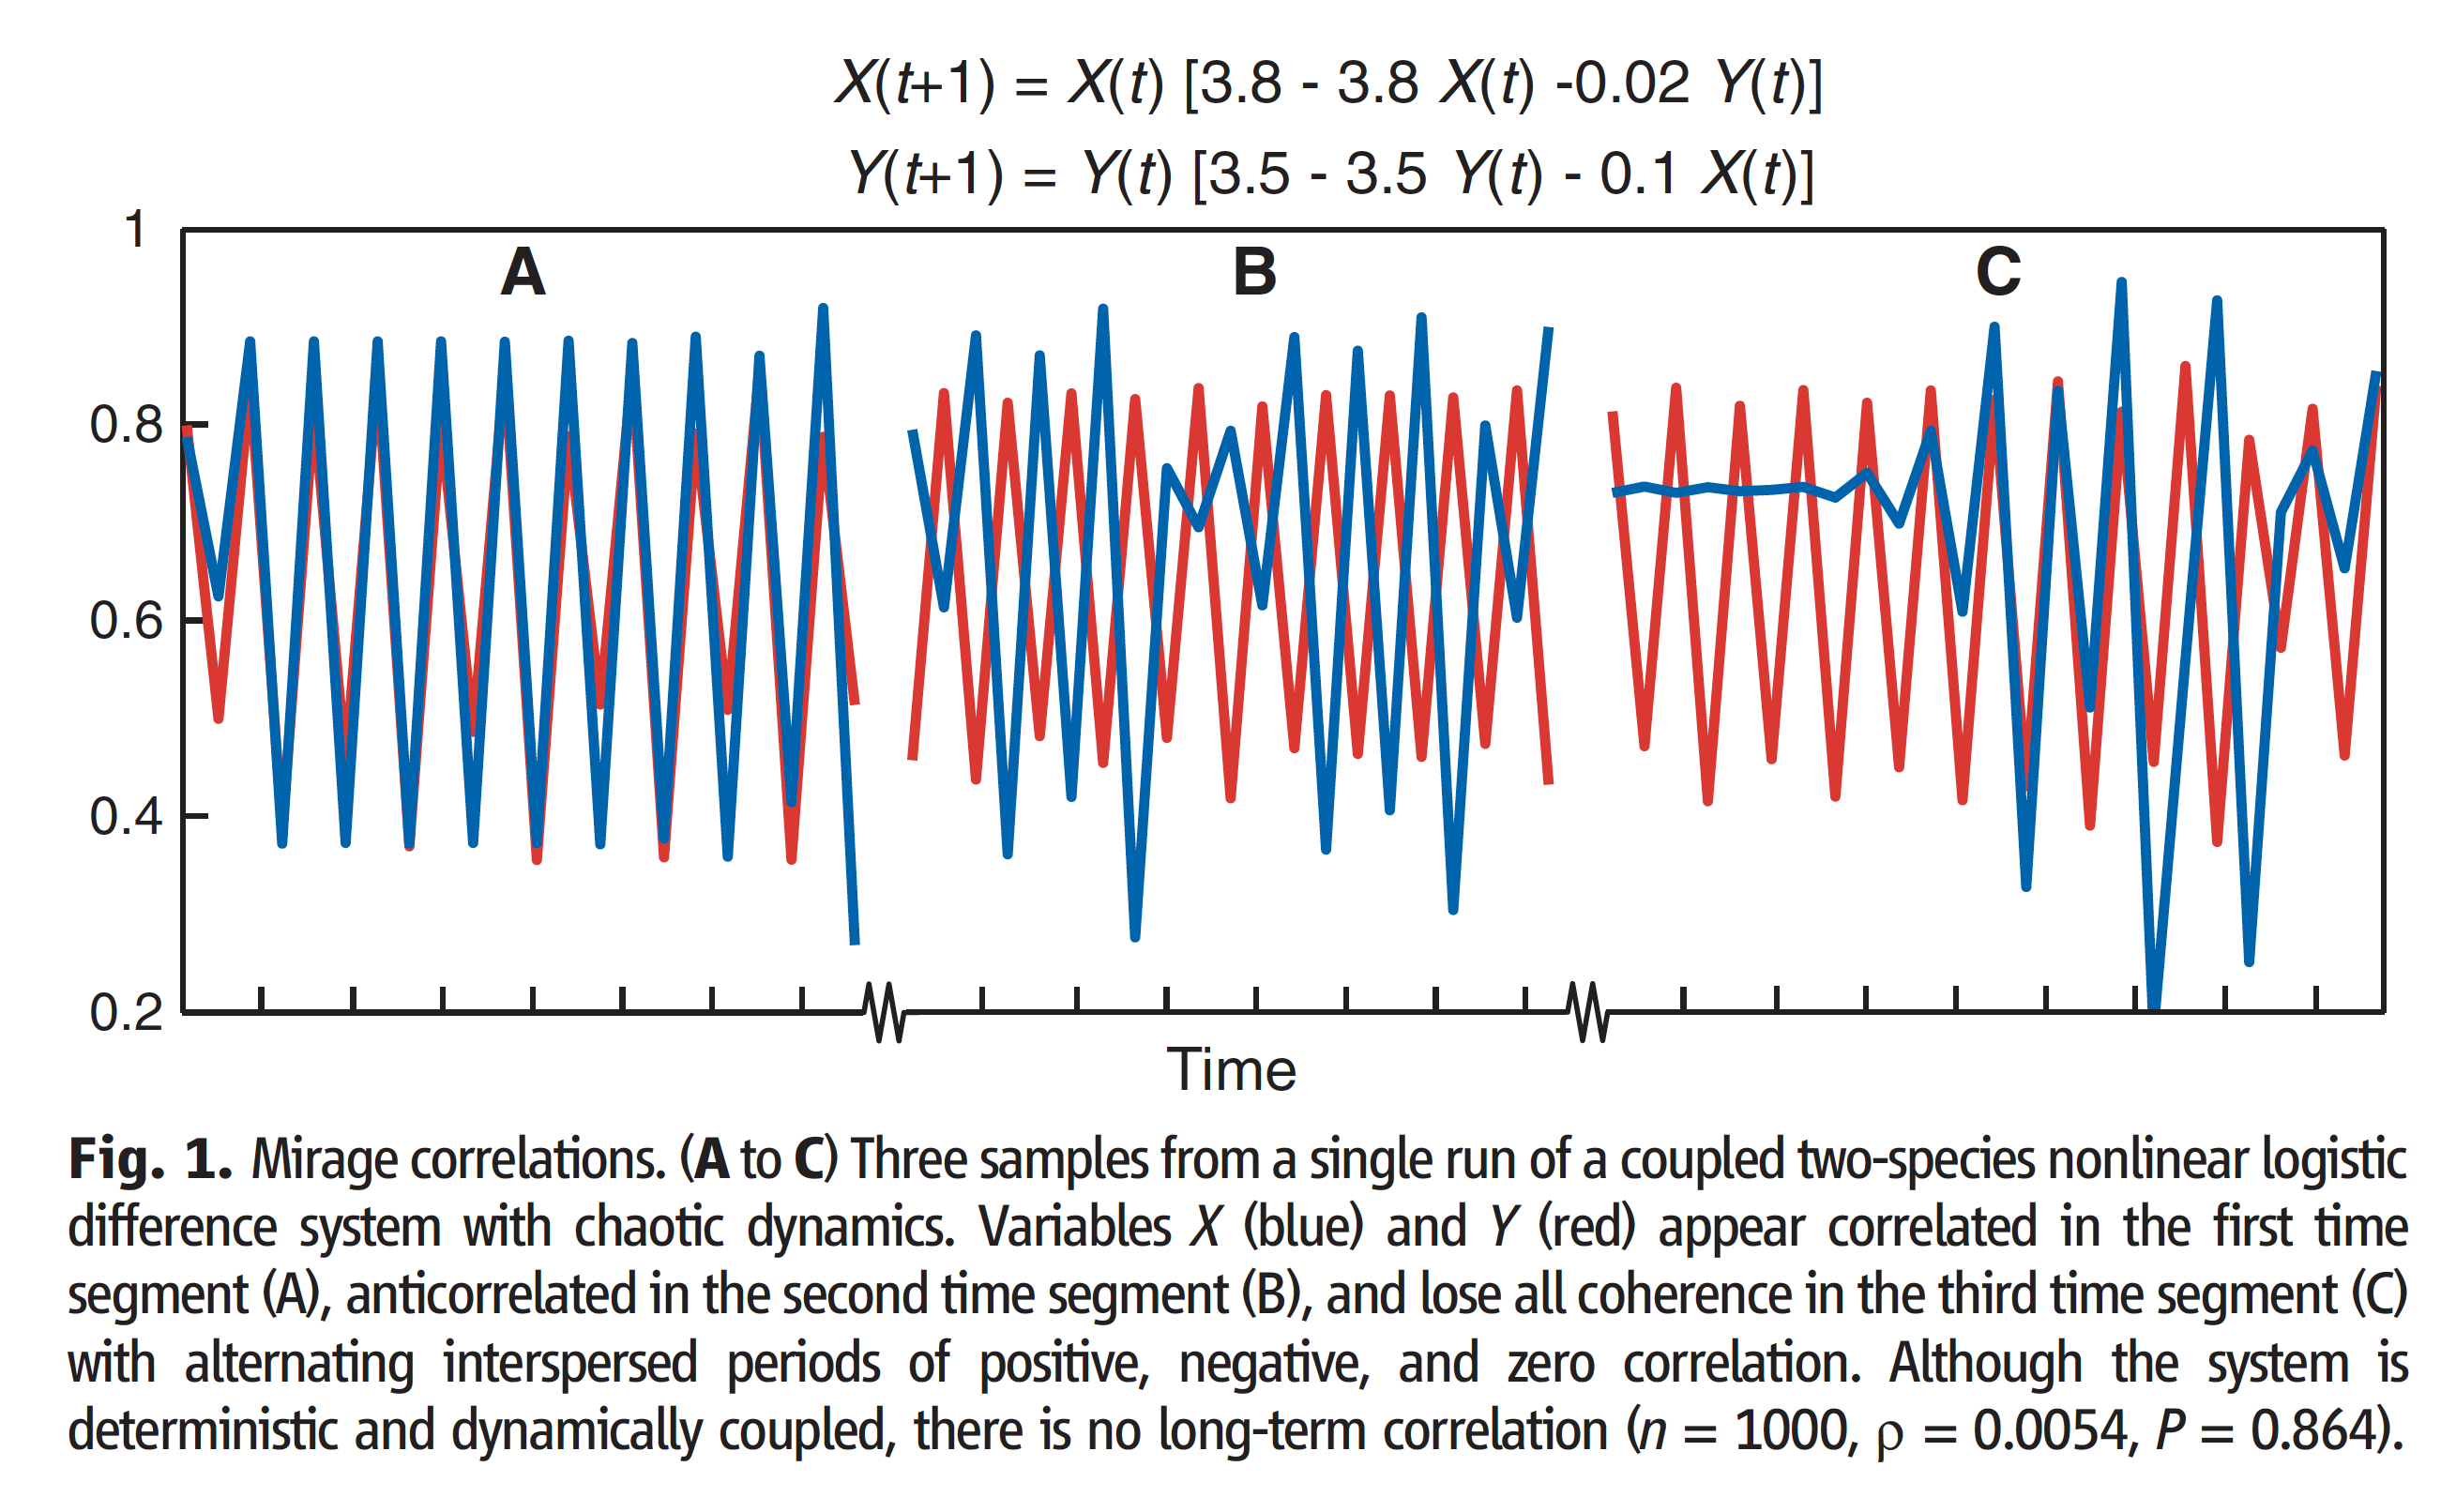 X(t+1) = X(t) [3.8 - 3.8 X(t) -0.02 Y(t)]
Y(t+1) = Y(t) [3.5 - 3.5 Y(t) - 0.1 X(t)]
1
A
B
C
0.8
0.6
0.4
0.2
Time
Fig. 1. Mirage correlations. (A to C) Three samples from a single run of a coupled two-species nonlinear logistic
difference system with chaotic dynamics. Variables X (blue) and Y (red) appear correlated in the first time
segment (A), anticorrelated in the second time segment (B), and lose all coherence in the third time segment (C)
with alternating interspersed periods of positive, negative, and zero correlation. Although the system is
deterministic and dynamically coupled, there is no long-term correlation (n = 1000, ρ = 0.0054, P = 0.864).